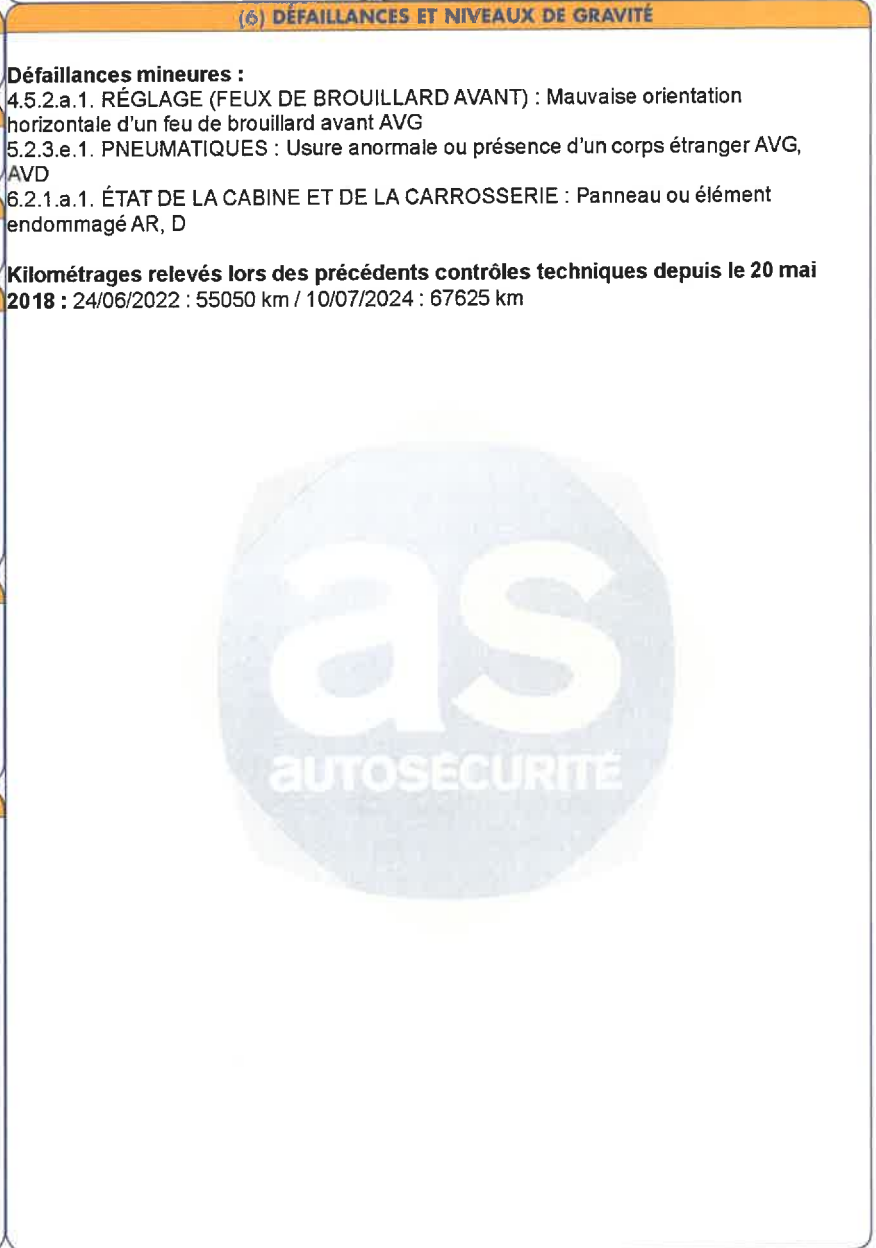 (6) DÉFAILLANCES ET NIVEAUX DE GRAVITÉ
Défaillances mineures :
4.5.2.a.1. RÉGLAGE (FEUX DE BROUILLARD AVANT) : Mauvaise orientation
horizontale d'un feu de brouillard avant AVG
5.2.3.e.1. PNEUMATIQUES : Usure anormale ou présence d'un corps étranger AVG,
AVD
6.2.1.a.1. ÉTAT DE LA CABINE ET DE LA CARROSSERIE : Panneau ou élément
endommagé AR, D
Kilométrages relevés lors des précédents contrôles techniques depuis le 20 mai
2018 : 24/06/2022 : 55050 km / 10/07/2024 : 67625 km
as
AUTOSÉCURITÉ